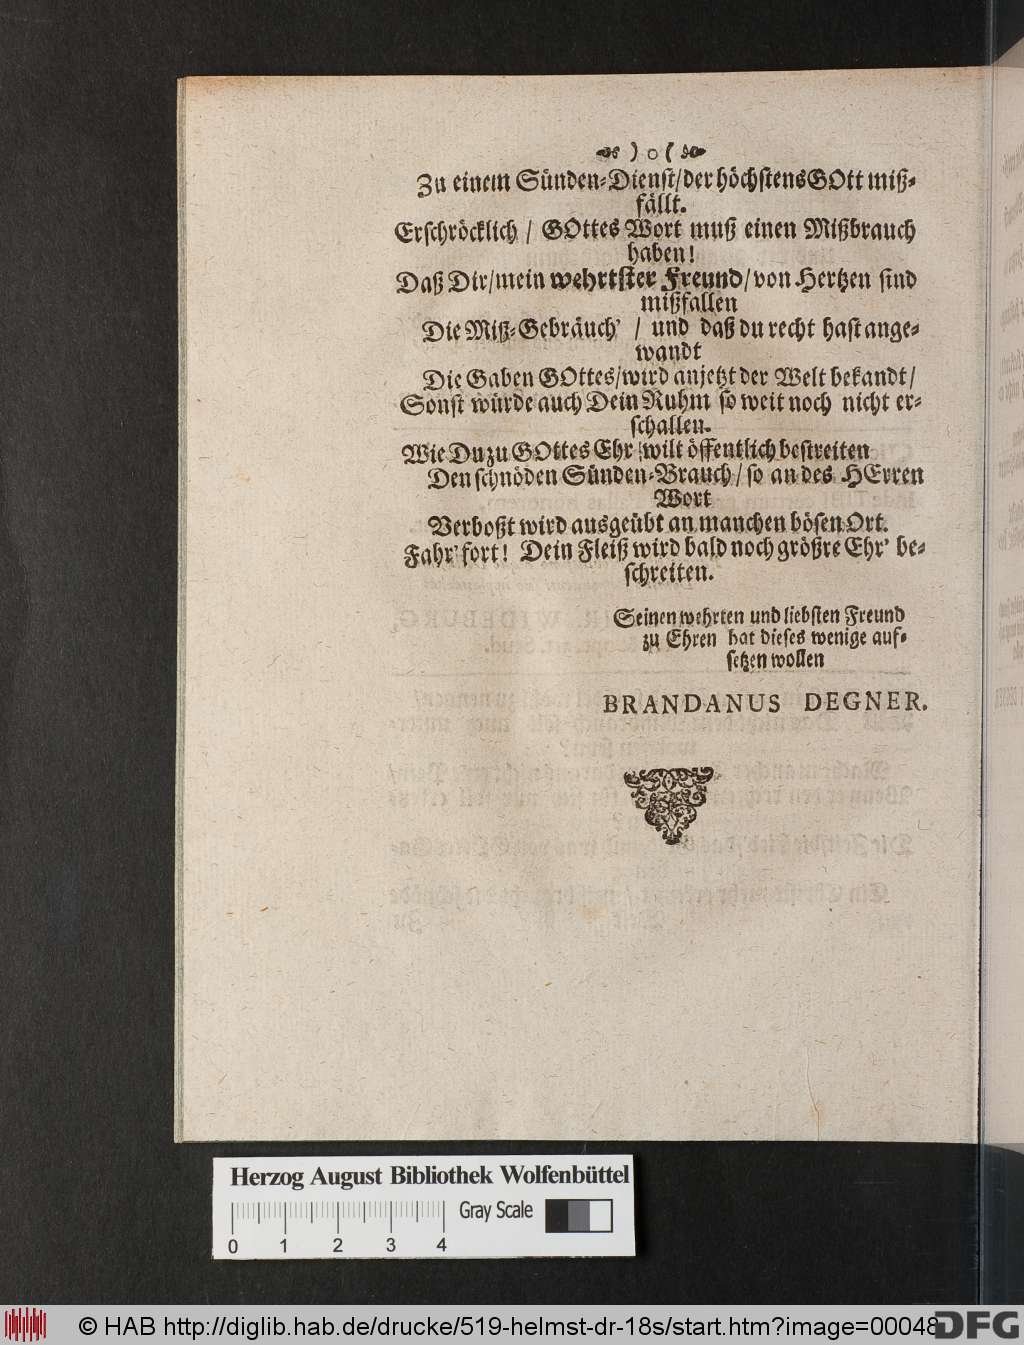 ) o (
Zu einem Sünden-Dienst/der höchstens GOtt miß-
fällt.
Erschröcklich / GOttes Wort muß einen Mißbrauch
haben!
Daß Dir/mein wehrtster Freund/von Hertzen sind
mißfallen
Die Miß-Gebräuch' / und daß du recht hast ange-
wandt
Die Gaben GOttes/wird anjetzt der Welt bekandt/
Sonst würde auch Dein Ruhm so weit noch nicht er-
schallen.
Wie Du zu GOttes Ehr wilt öffentlich bestreiten
Den schnöden Sünden-Brauch/so an des HErren
Wort
Verboßt wird ausgeübt an manchen bösen Ort.
Fahr' fort! Dein Fleiß wird bald noch größre Ehr' be-
schreiten.
Seinen wehrten und liebsten Freund
zu Ehren hat dieses wenige auf-
setzen wollen
BRANDANUS DEGNER.
Herzog August Bibliothek Wolfenbüttel
Gray Scale
0 1 2 3 4
© HAB http://diglib.hab.de/drucke/519-helmst-dr-18s/start.htm?image=00048
DFG